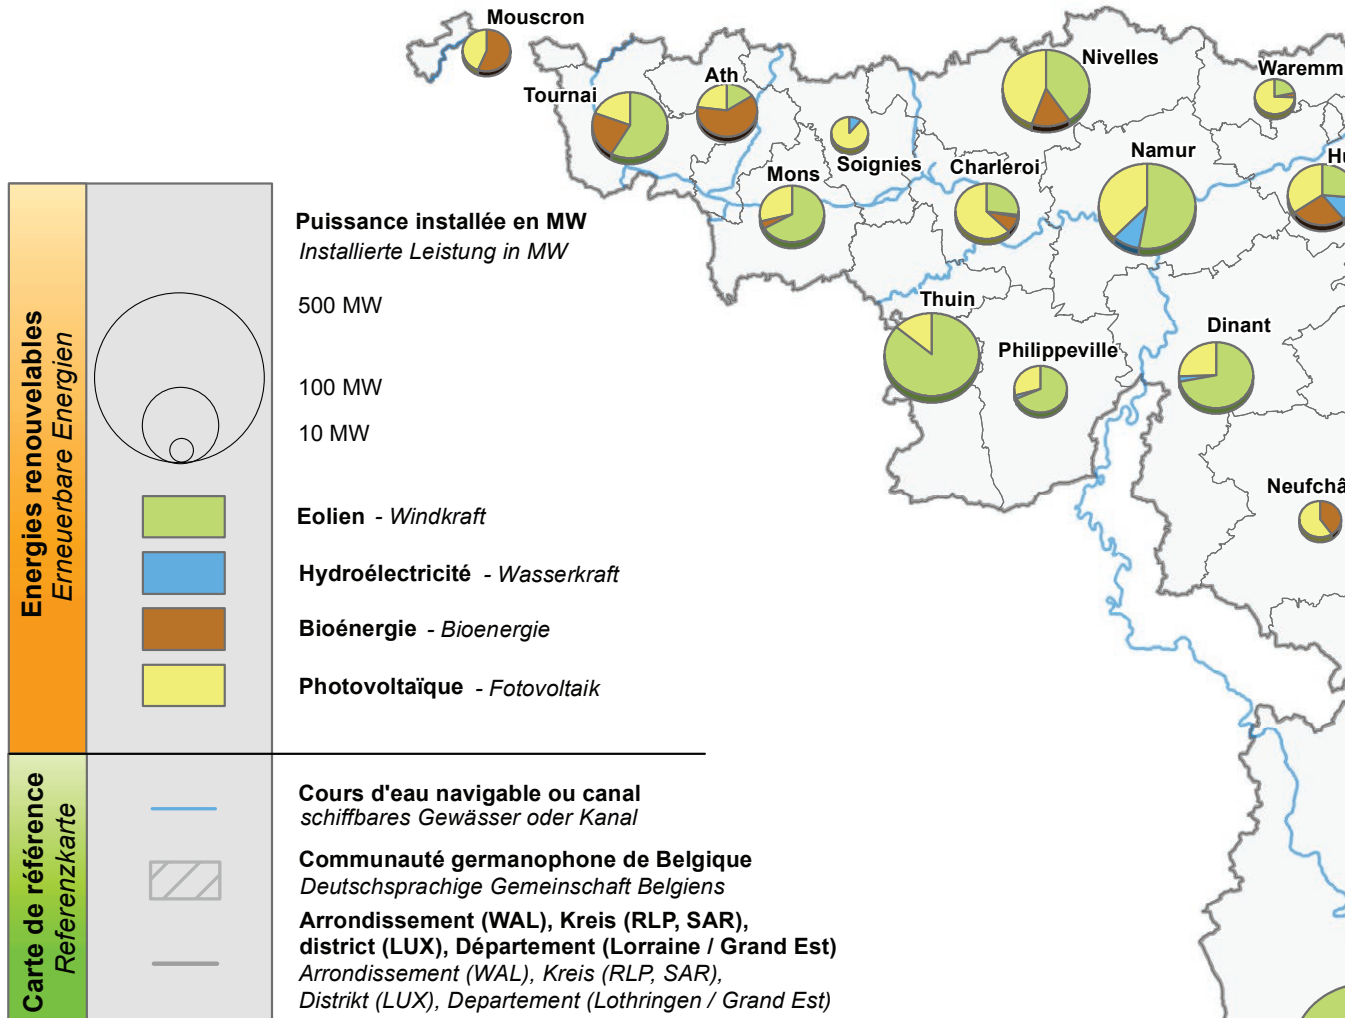 Mouscron
Nivelles
Waremm
Ath
Tournai
Soignies
Charleroi
Namur
Hu
Mons
Thuin
Philippeville
Dinant
Neufchâ
Energies renouvelables
Erneuerbare Energien
Puissance installée en MW
Installierte Leistung in MW
500 MW
100 MW
10 MW
Eolien - Windkraft
Hydroélectricité - Wasserkraft
Bioénergie - Bioenergie
Photovoltaïque - Fotovoltaik
Carte de référence
Referenzkarte
Cours d'eau navigable ou canal
schiffbares Gewässer oder Kanal
Communauté germanophone de Belgique
Deutschsprachige Gemeinschaft Belgiens
Arrondissement (WAL), Kreis (RLP, SAR),
district (LUX), Département (Lorraine / Grand Est)
Arrondissement (WAL), Kreis (RLP, SAR),
Distrikt (LUX), Departement (Lothringen / Grand Est)